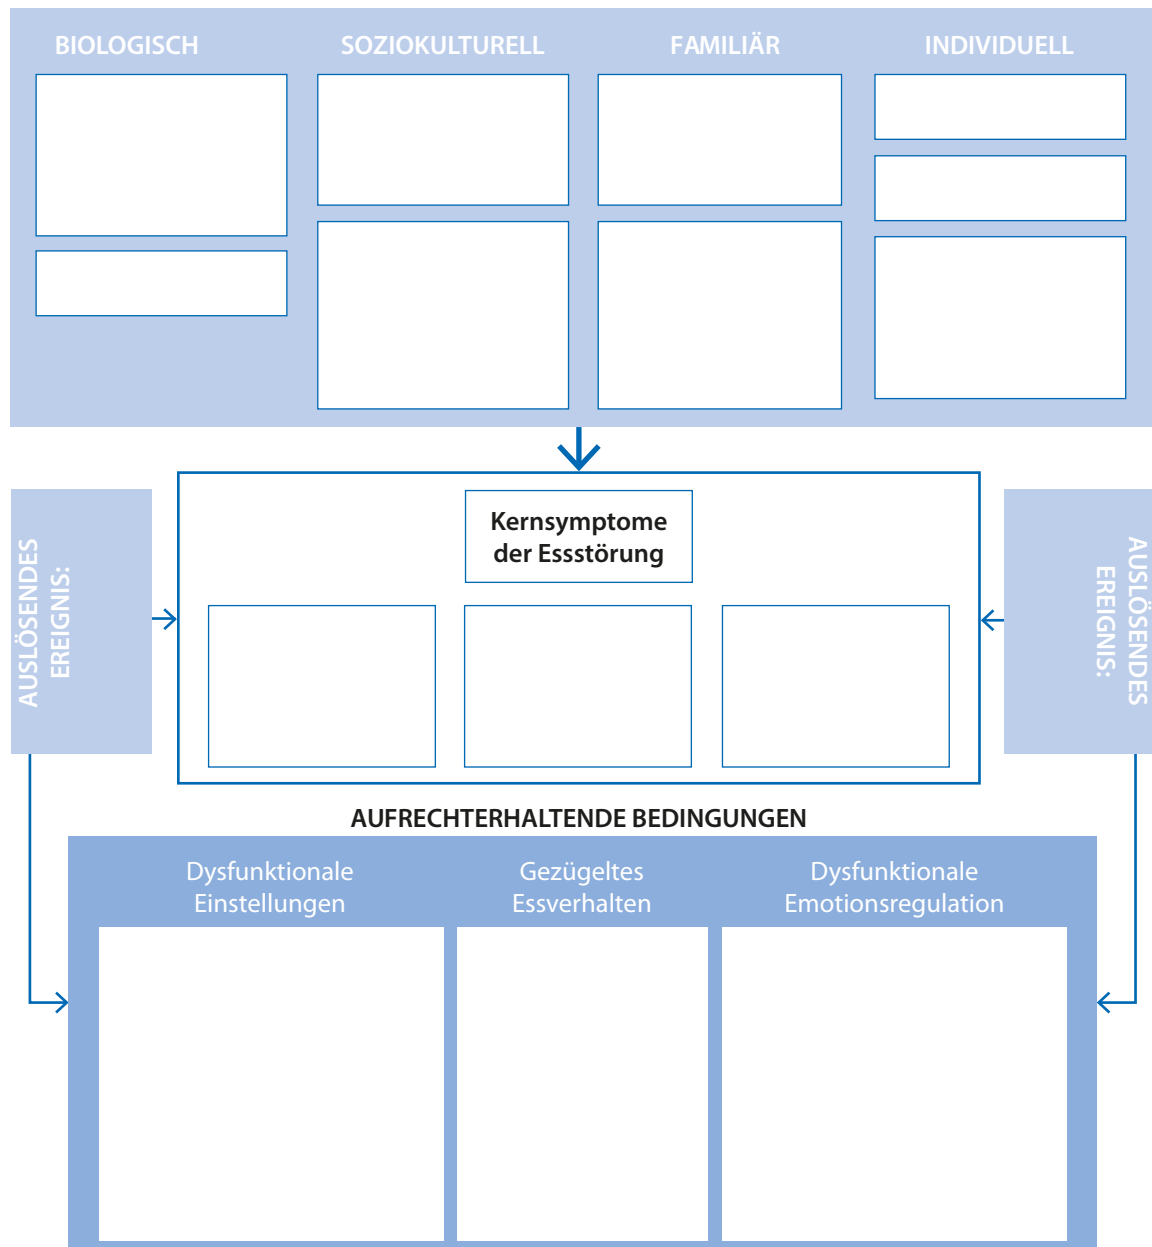 BIOLOGISCH
SOZIOKULTURELL
FAMILIÄR
INDIVIDUELL
Kernsymptome
der Essstörung
AUSLÖSENDES
EREIGNIS:
AUSLÖSENDES
EREIGNIS:
AUFRECHTERHALTENDE BEDINGUNGEN
Dysfunktionale
Einstellungen
Gezügeltes
Essverhalten
Dysfunktionale
Emotionsregulation